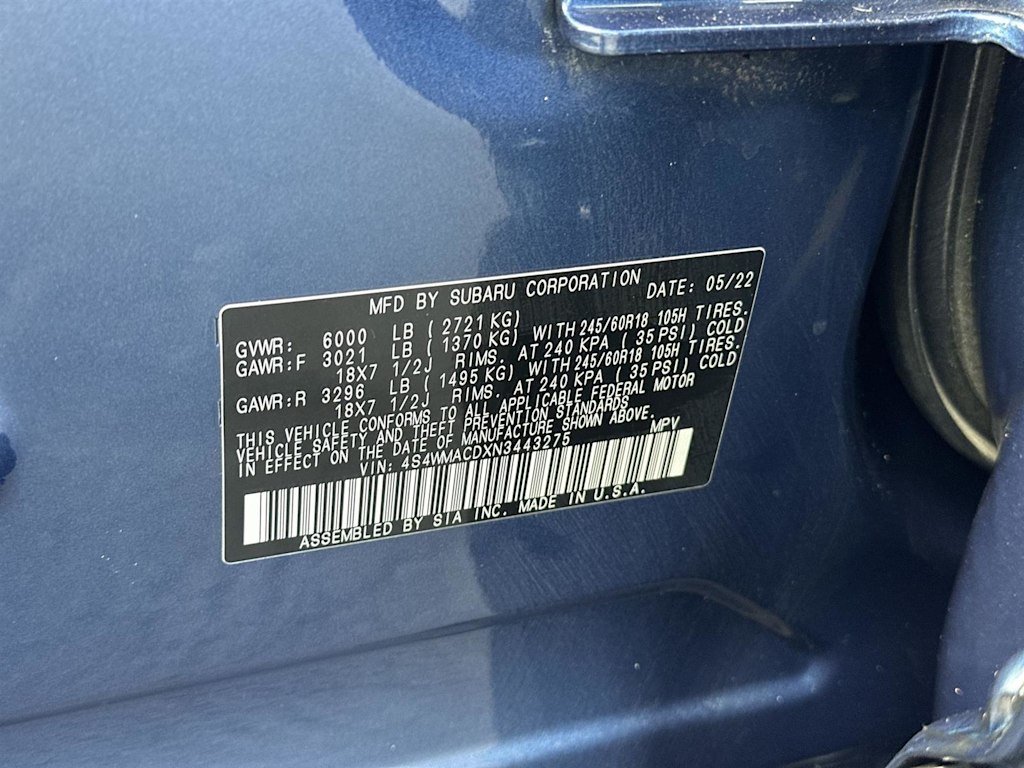 MFD BY SUBARU CORPORATION DATE: 05/22
GVWR: 6000 LB ( 2721 KG)
GAWR:F 3021 LB ( 1370 KG) WITH 245/60R18 105H TIRES.
18X7 1/2J RIMS. AT 240 KPA ( 35 PSI) COLD
GAWR:R 3296 LB ( 1495 KG) WITH 245/60R18 105H TIRES.
18X7 1/2J RIMS. AT 240 KPA ( 35 PSI) COLD
THIS VEHICLE CONFORMS TO ALL APPLICABLE FEDERAL MOTOR
VEHICLE SAFETY AND THEFT PREVENTION STANDARDS
IN EFFECT ON THE DATE OF MANUFACTURE SHOWN ABOVE.
VIN: 4S4WMACDXN3443275 MPV
ASSEMBLED BY SIA INC. MADE IN U.S.A.